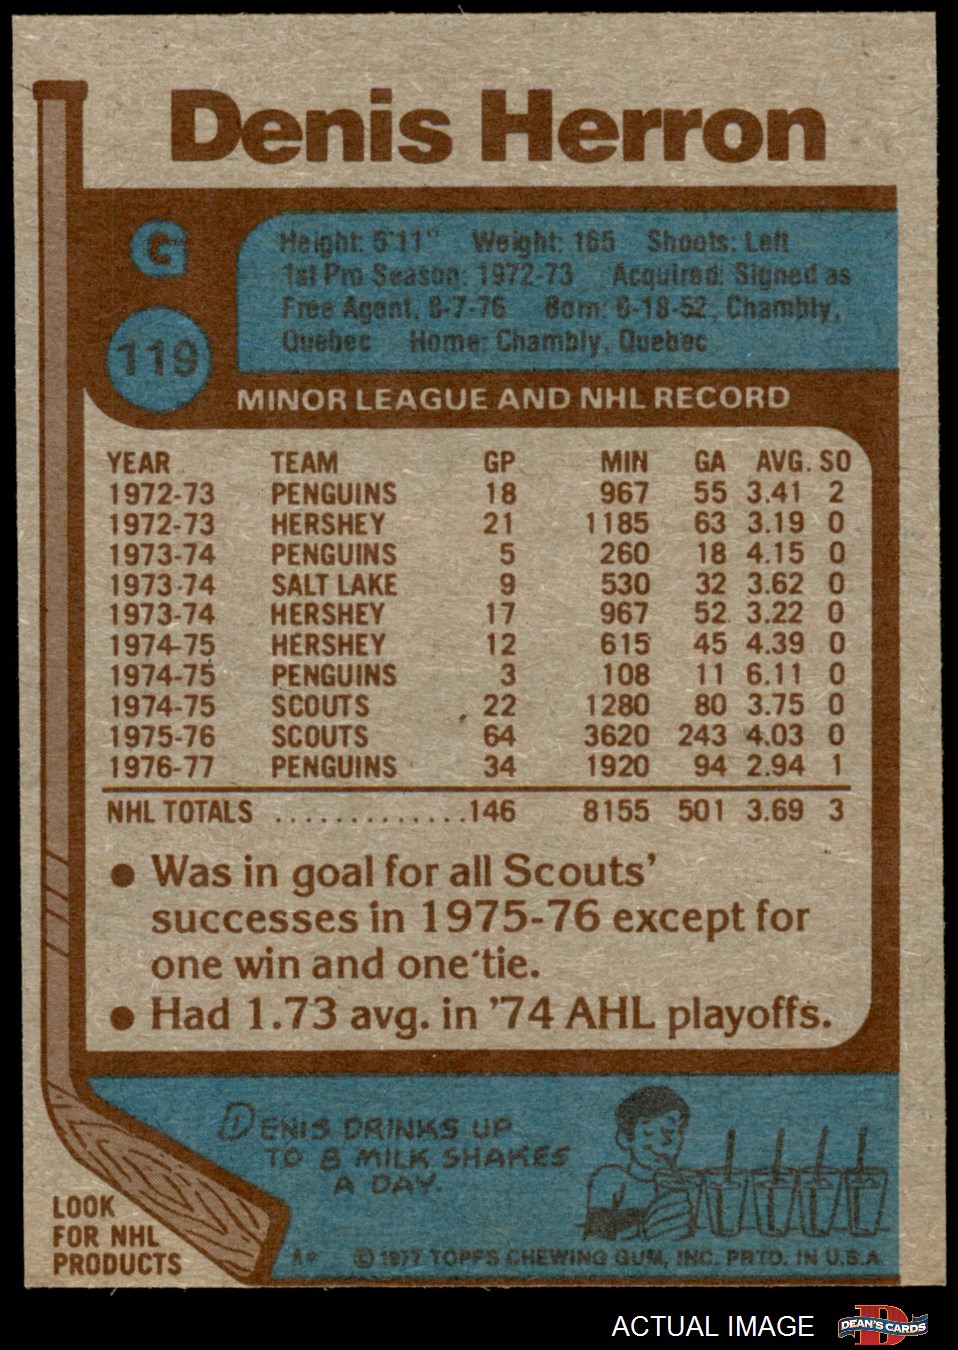 Denis Herron
G
Height: 5'11" Weight: 165 Shoots: Left
1st Pro Season: 1972-73 Acquired: Signed as
Free Agent, 8-7-76 Born: 6-18-52, Chambly,
Quebec Home: Chambly, Quebec
119
MINOR LEAGUE AND NHL RECORD
YEAR TEAM GP MIN GA AVG. SO
1972-73 PENGUINS 18 967 55 3.41 2
1972-73 HERSHEY 21 1185 63 3.19 0
1973-74 PENGUINS 5 260 18 4.15 0
1973-74 SALT LAKE 9 530 32 3.62 0
1973-74 HERSHEY 17 967 52 3.22 0
1974-75 HERSHEY 12 615 45 4.39 0
1974-75 PENGUINS 3 108 11 6.11 0
1974-75 SCOUTS 22 1280 80 3.75 0
1975-76 SCOUTS 64 3620 243 4.03 0
1976-77 PENGUINS 34 1920 94 2.94 1
NHL TOTALS .............146 8155 501 3.69 3
● Was in goal for all Scouts'
successes in 1975-76 except for
one win and one tie.
● Had 1.73 avg. in '74 AHL playoffs.
DENIS DRINKS UP
TO 8 MILK SHAKES
A DAY.
LOOK
FOR NHL
PRODUCTS
A* © 1977 TOPPS CHEWING GUM, INC. PRTD. IN U.S.A.
ACTUAL IMAGE
DEAN'S CARDS